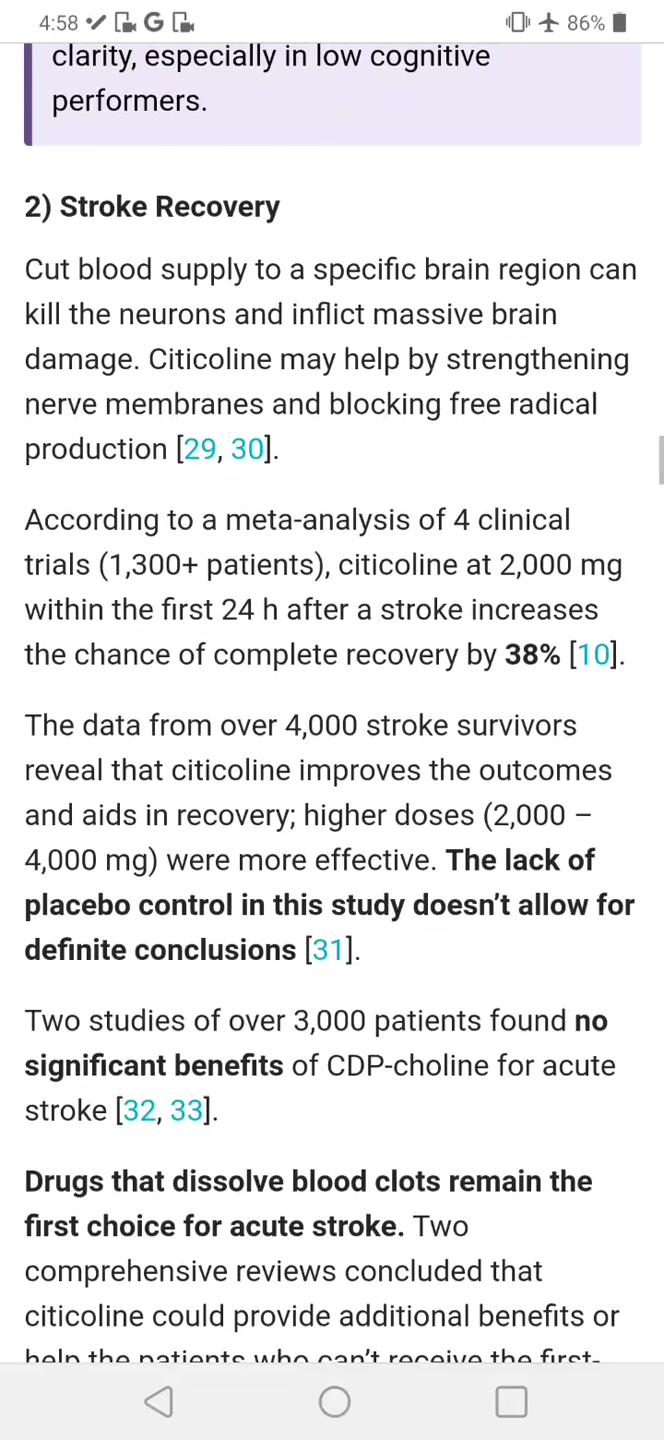 4:58 G 86%
clarity, especially in low cognitive
performers.
2) Stroke Recovery
Cut blood supply to a specific brain region can
kill the neurons and inflict massive brain
damage. Citicoline may help by strengthening
nerve membranes and blocking free radical
production [29, 30].
According to a meta-analysis of 4 clinical
trials (1,300+ patients), citicoline at 2,000 mg
within the first 24 h after a stroke increases
the chance of complete recovery by 38% [10].
The data from over 4,000 stroke survivors
reveal that citicoline improves the outcomes
and aids in recovery; higher doses (2,000 –
4,000 mg) were more effective. The lack of
placebo control in this study doesn’t allow for
definite conclusions [31].
Two studies of over 3,000 patients found no
significant benefits of CDP-choline for acute
stroke [32, 33].
Drugs that dissolve blood clots remain the
first choice for acute stroke. Two
comprehensive reviews concluded that
citicoline could provide additional benefits or
help the patients who can’t receive the first-